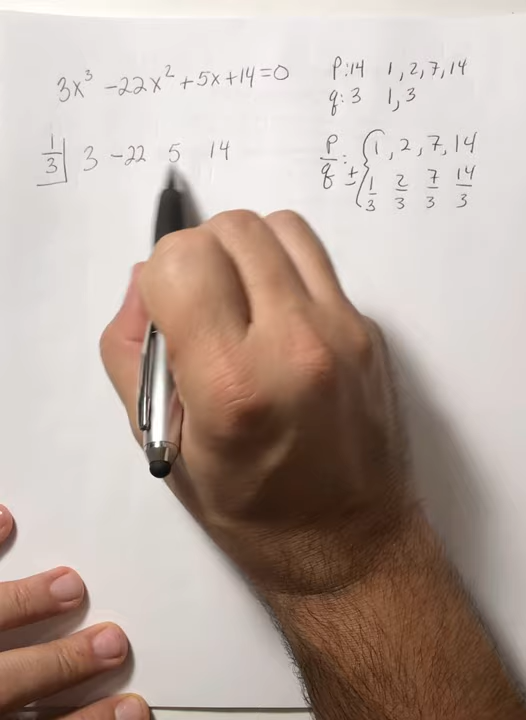 3x³ -22x² +5x+14=0
p:14 1,2,7,14
q:3 1,3
1/3 3 -22 5 14
p/q: ± { 1, 2, 7, 14
1/3 2/3 7/3 14/3